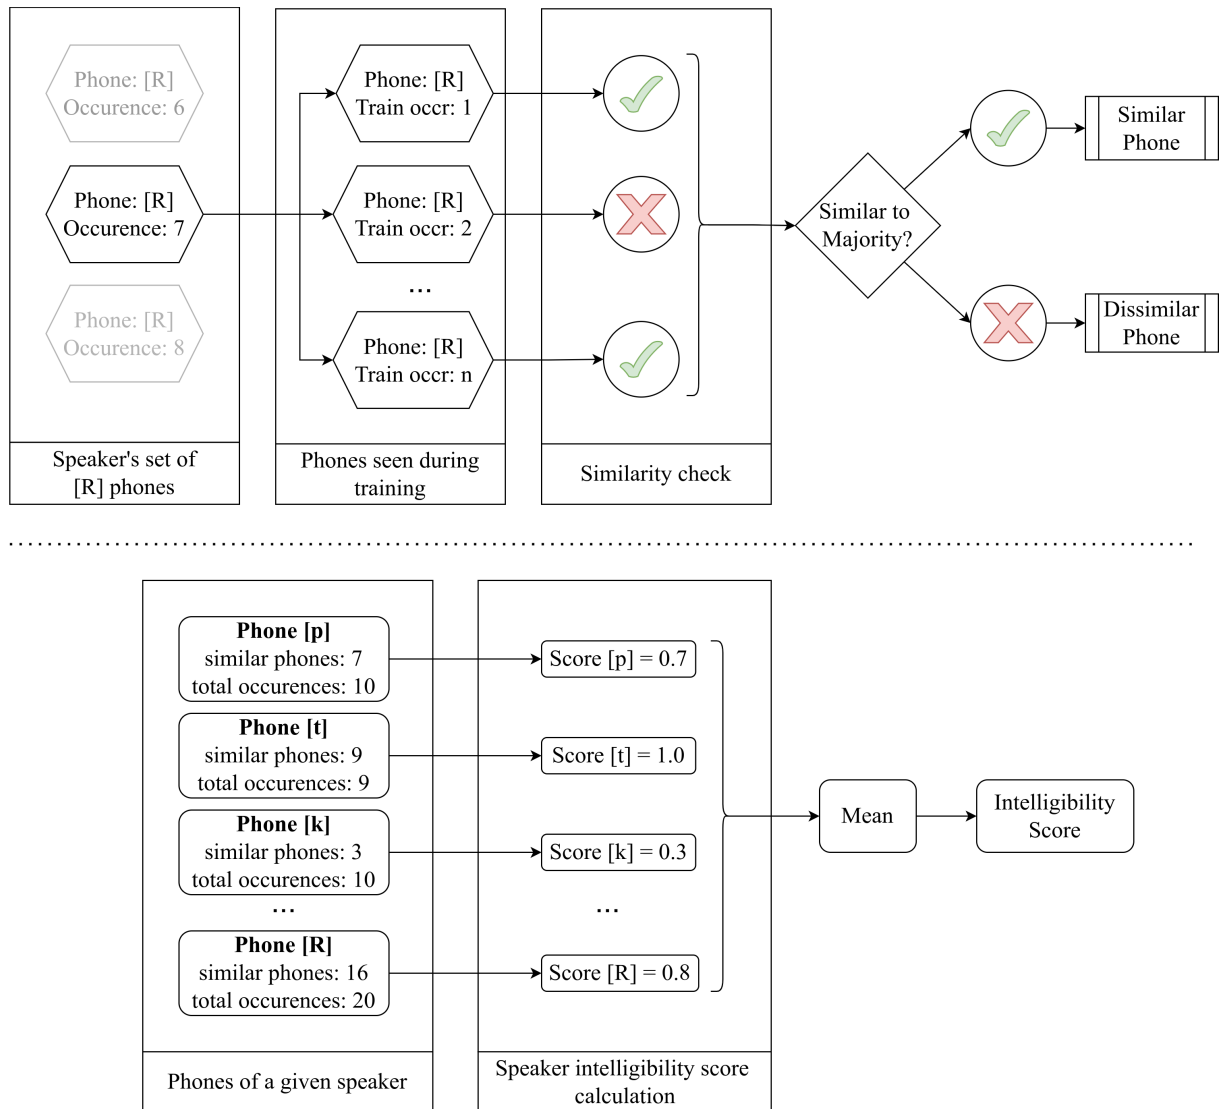 Phone: [R]
Occurence: 6
Phone: [R]
Occurence: 7
Phone: [R]
Occurence: 8
Speaker's set of
[R] phones
Phone: [R]
Train occr: 1
Phone: [R]
Train occr: 2
...
Phone: [R]
Train occr: n
Phones seen during
training
Similarity check
Similar to
Majority?
Similar
Phone
Dissimilar
Phone
Phone [p]
similar phones: 7
total occurences: 10
Phone [t]
similar phones: 9
total occurences: 9
Phone [k]
similar phones: 3
total occurences: 10
...
Phone [R]
similar phones: 16
total occurences: 20
Phones of a given speaker
Score [p] = 0.7
Score [t] = 1.0
Score [k] = 0.3
...
Score [R] = 0.8
Speaker intelligibility score
calculation
Mean
Intelligibility
Score